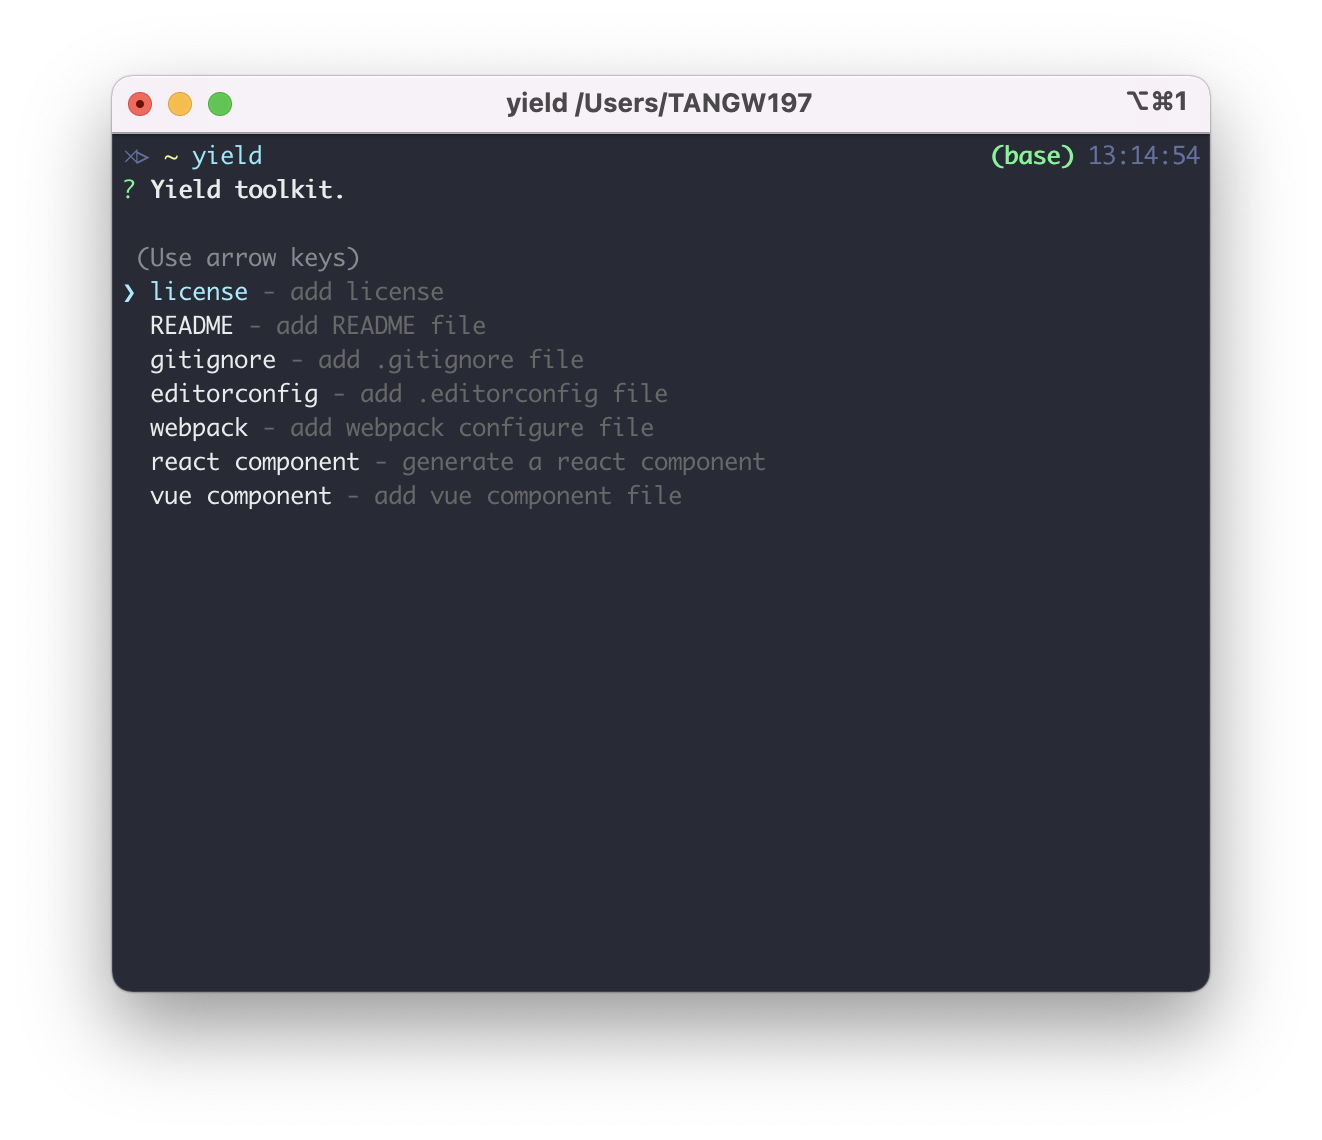 yield /Users/TANGW197
⌥⌘1
~ yield (base) 13:14:54
? Yield toolkit.
(Use arrow keys)
❯ license - add license
README - add README file
gitignore - add .gitignore file
editorconfig - add .editorconfig file
webpack - add webpack configure file
react component - generate a react component
vue component - add vue component file